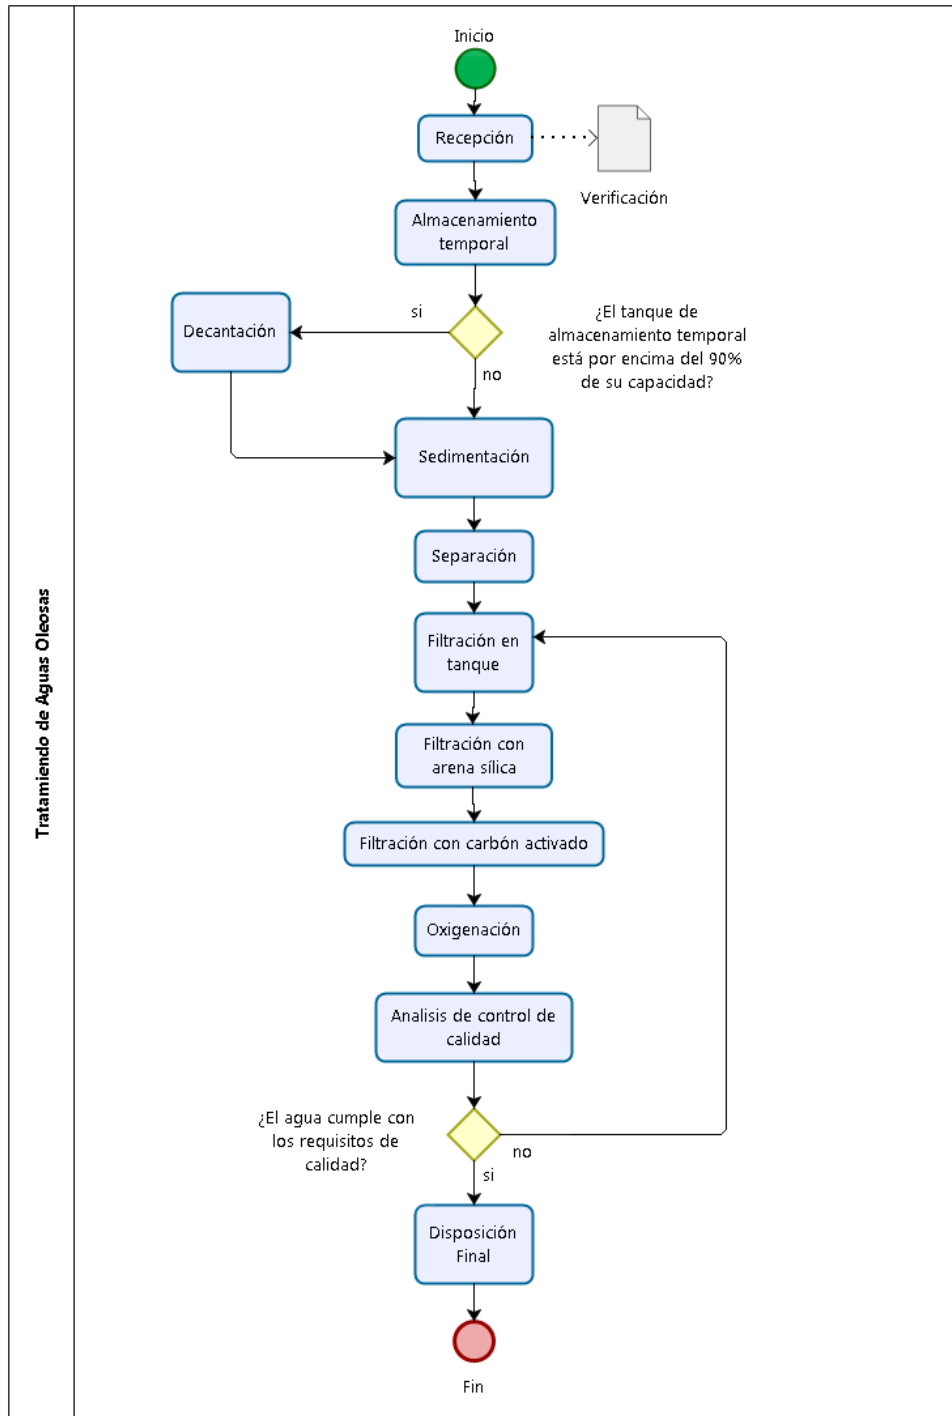 Inicio
Recepción
Verificación
Almacenamiento
temporal
si
Decantación
¿El tanque de
almacenamiento temporal
está por encima del 90%
de su capacidad?
no
Sedimentación
Separación
Filtración en
tanque
Filtración con
arena sílica
Filtración con carbón activado
Oxigenación
Analisis de control de
calidad
¿El agua cumple con
los requisitos de
calidad?
no
si
Disposición
Final
Fin
Tratamiendo de Aguas Oleosas